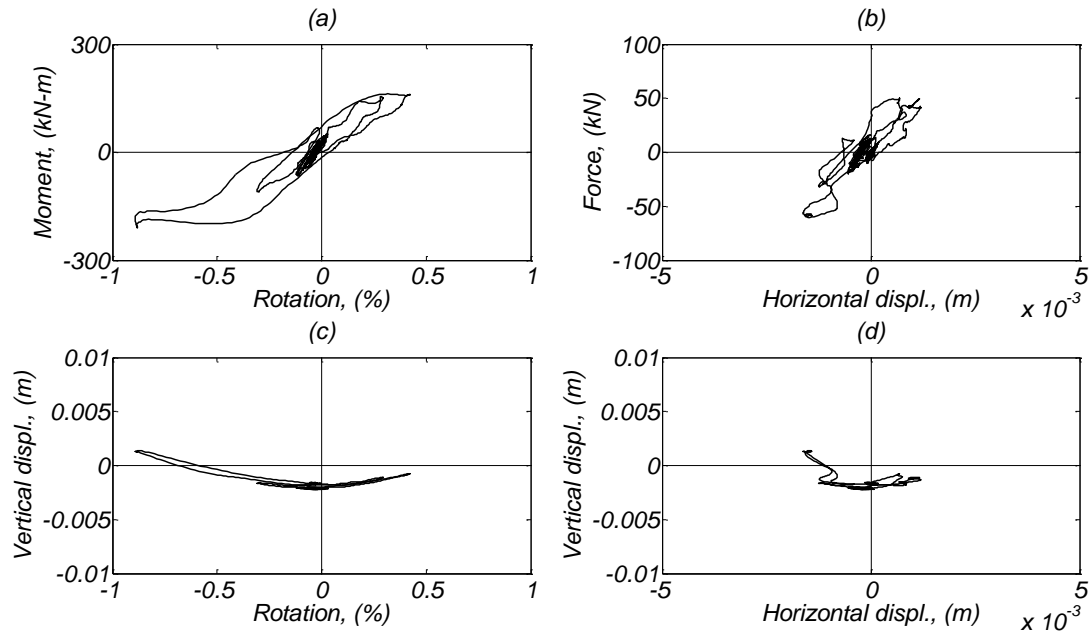 (a)
300
0
-300
Moment, (kN-m)
-1
-0.5
0
0.5
1
Rotation, (%)
(b)
100
50
0
-50
-100
Force, (kN)
-5
0
5
Horizontal displ., (m)
x 10-3
(c)
0.01
0.005
0
-0.005
-0.01
Vertical displ., (m)
-1
-0.5
0
0.5
1
Rotation, (%)
(d)
0.01
0.005
0
-0.005
-0.01
Vertical displ., (m)
-5
0
5
Horizontal displ., (m)
x 10-3